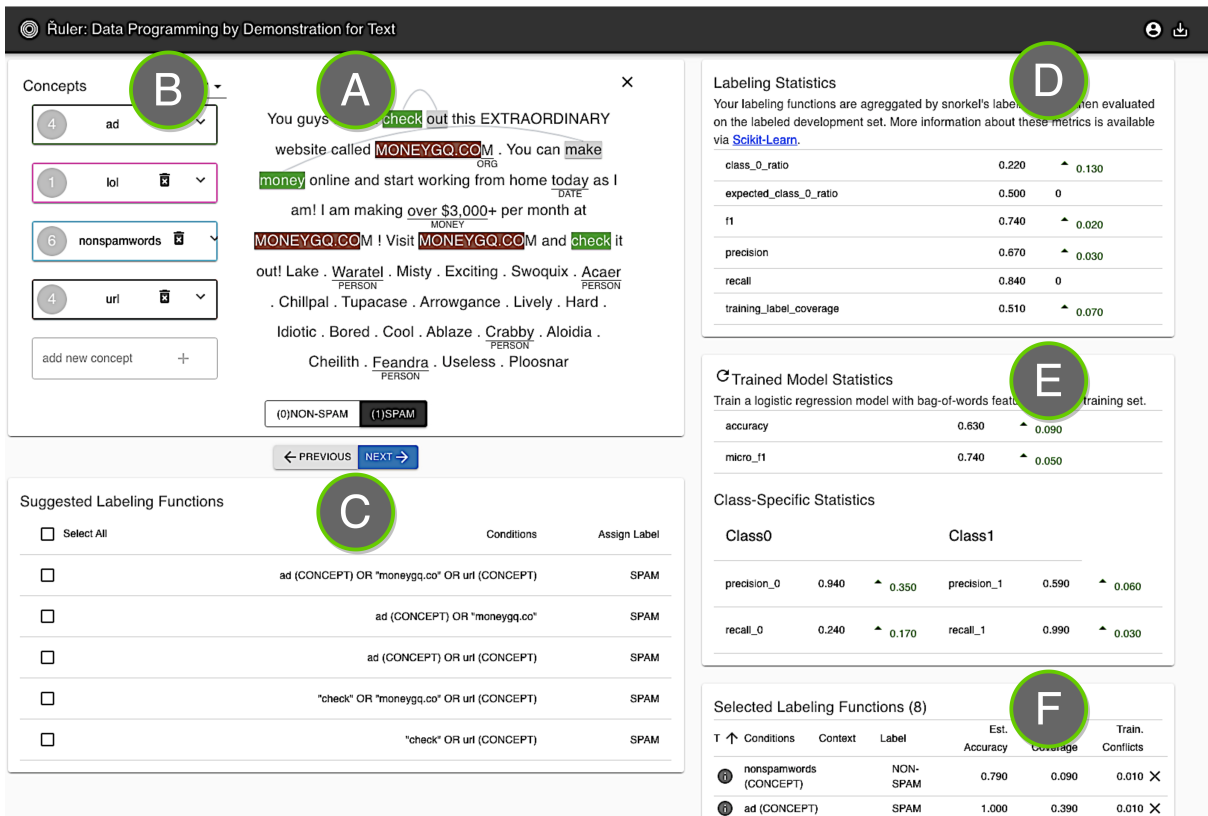 Řuler: Data Programming by Demonstration for Text
Concepts
B
4 ad
1 lol
6 nonspamwords
4 url
add new concept +
A
You guys check out this EXTRAORDINARY
website called MONEYGQ.COM . You can make
ORG
money online and start working from home today as I
DATE
am! I am making over $3,000+ per month at
MONEY
MONEYGQ.COM ! Visit MONEYGQ.COM and check it
out! Lake . Waratel . Misty . Exciting . Swoquix . Acaer
PERSON PERSON
. Chillpal . Tupacase . Arrowgance . Lively . Hard .
Idiotic . Bored . Cool . Ablaze . Crabby . Aloidia .
PERSON
Cheilith . Feandra . Useless . Ploosnar
PERSON
(0)NON-SPAM (1)SPAM
PREVIOUS NEXT
Suggested Labeling Functions
C
Select All Conditions Assign Label
ad (CONCEPT) OR "moneygq.co" OR url (CONCEPT) SPAM
ad (CONCEPT) OR "moneygq.co" SPAM
ad (CONCEPT) OR url (CONCEPT) SPAM
"check" OR "moneygq.co" OR url (CONCEPT) SPAM
"check" OR url (CONCEPT) SPAM
Labeling Statistics
D
Your labeling functions are agreggated by snorkel's evaluated
on the labeled development set. More information about these metrics is available
via Scikit-Learn.
class_0_ratio 0.220 0.130
expected_class_0_ratio 0.500 0
f1 0.740 0.020
precision 0.670 0.030
recall 0.840 0
training_label_coverage 0.510 0.070
Trained Model Statistics
E
Train a logistic regression model with bag-of-words training set.
accuracy 0.630 0.090
micro_f1 0.740 0.050
Class-Specific Statistics
Class0 Class1
precision_0 0.940 0.350 precision_1 0.590 0.060
recall_0 0.240 0.170 recall_1 0.990 0.030
Selected Labeling Functions (8)
F
T Conditions Context Label Est. Accuracy Coverage Train. Conflicts
nonspamwords (CONCEPT) NON-SPAM 0.790 0.090 0.010
ad (CONCEPT) SPAM 1.000 0.390 0.010